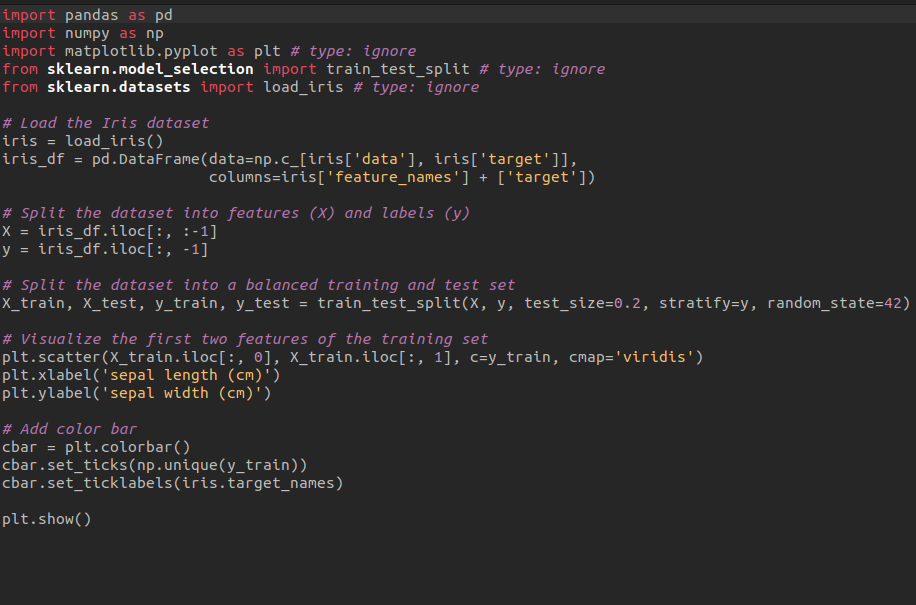 import pandas as pd
import numpy as np
import matplotlib.pyplot as plt # type: ignore
from sklearn.model_selection import train_test_split # type: ignore
from sklearn.datasets import load_iris # type: ignore

# Load the Iris dataset
iris = load_iris()
iris_df = pd.DataFrame(data=np.c_[iris['data'], iris['target']],
                       columns=iris['feature_names'] + ['target'])

# Split the dataset into features (X) and labels (y)
X = iris_df.iloc[:, :-1]
y = iris_df.iloc[:, -1]

# Split the dataset into a balanced training and test set
X_train, X_test, y_train, y_test = train_test_split(X, y, test_size=0.2, stratify=y, random_state=42)

# Visualize the first two features of the training set
plt.scatter(X_train.iloc[:, 0], X_train.iloc[:, 1], c=y_train, cmap='viridis')
plt.xlabel('sepal length (cm)')
plt.ylabel('sepal width (cm)')

# Add color bar
cbar = plt.colorbar()
cbar.set_ticks(np.unique(y_train))
cbar.set_ticklabels(iris.target_names)

plt.show()